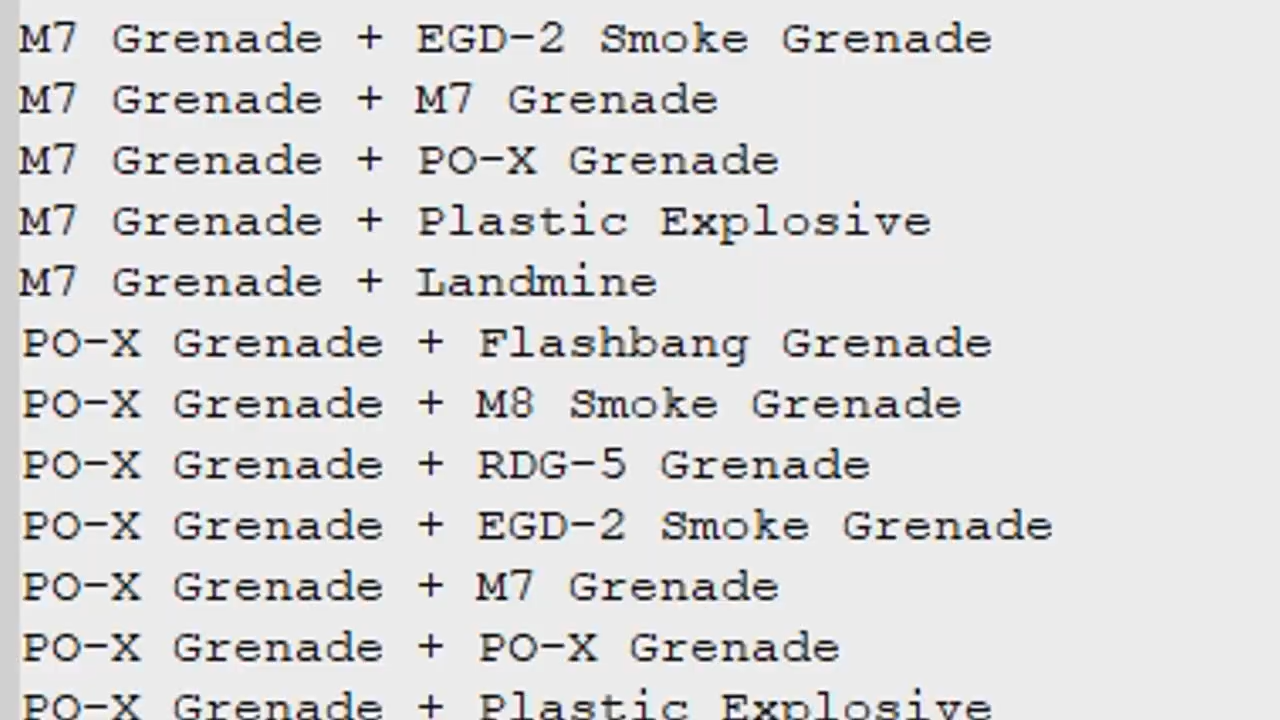 M7 Grenade + EGD-2 Smoke Grenade
M7 Grenade + M7 Grenade
M7 Grenade + PO-X Grenade
M7 Grenade + Plastic Explosive
M7 Grenade + Landmine
PO-X Grenade + Flashbang Grenade
PO-X Grenade + M8 Smoke Grenade
PO-X Grenade + RDG-5 Grenade
PO-X Grenade + EGD-2 Smoke Grenade
PO-X Grenade + M7 Grenade
PO-X Grenade + PO-X Grenade
PO-X Grenade + Plastic Explosive